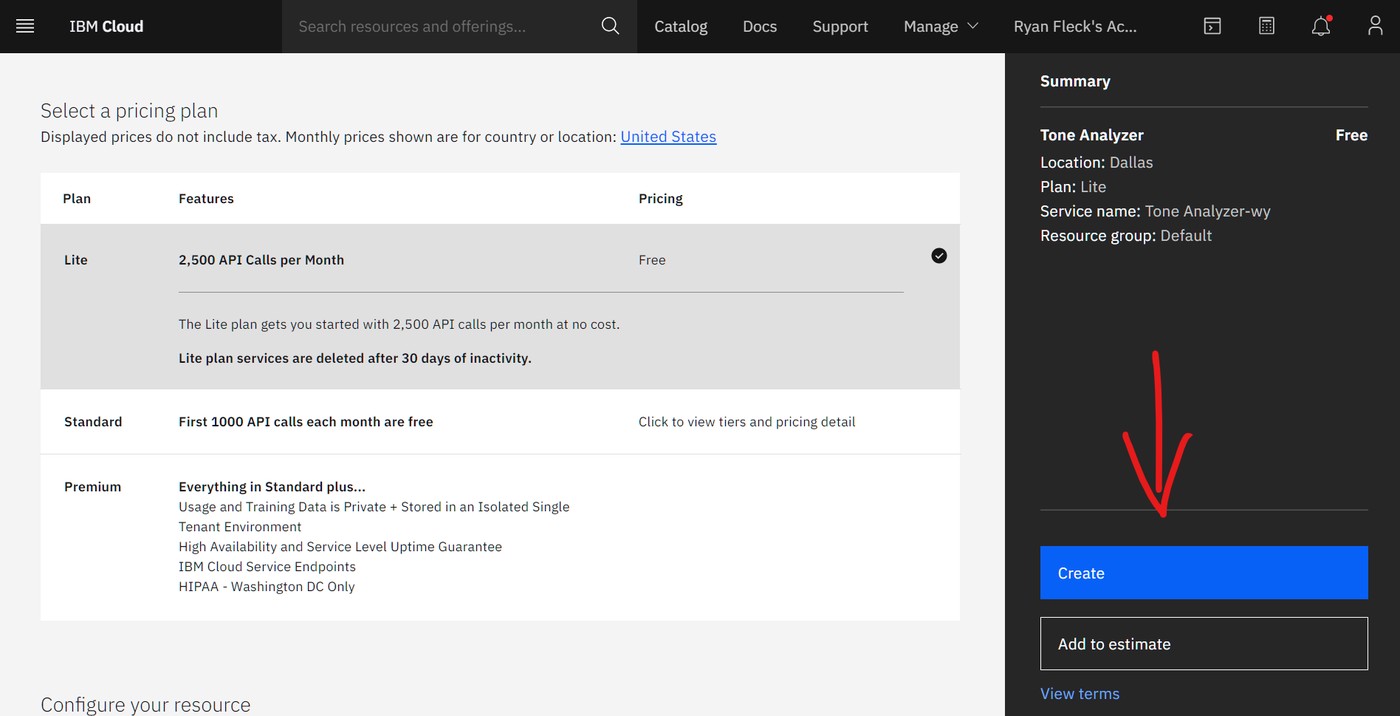 IBM Cloud
Search resources and offerings...
Catalog
Docs
Support
Manage
Ryan Fleck's Ac...
Select a pricing plan
Displayed prices do not include tax. Monthly prices shown are for country or location: United States
Plan Features Pricing
Lite 2,500 API Calls per Month Free
The Lite plan gets you started with 2,500 API calls per month at no cost.
Lite plan services are deleted after 30 days of inactivity.
Standard First 1000 API calls each month are free Click to view tiers and pricing detail
Premium Everything in Standard plus...
Usage and Training Data is Private + Stored in an Isolated Single
Tenant Environment
High Availability and Service Level Uptime Guarantee
IBM Cloud Service Endpoints
HIPAA - Washington DC Only
Configure your resource
Summary
Tone Analyzer Free
Location: Dallas
Plan: Lite
Service name: Tone Analyzer-wy
Resource group: Default
Create
Add to estimate
View terms